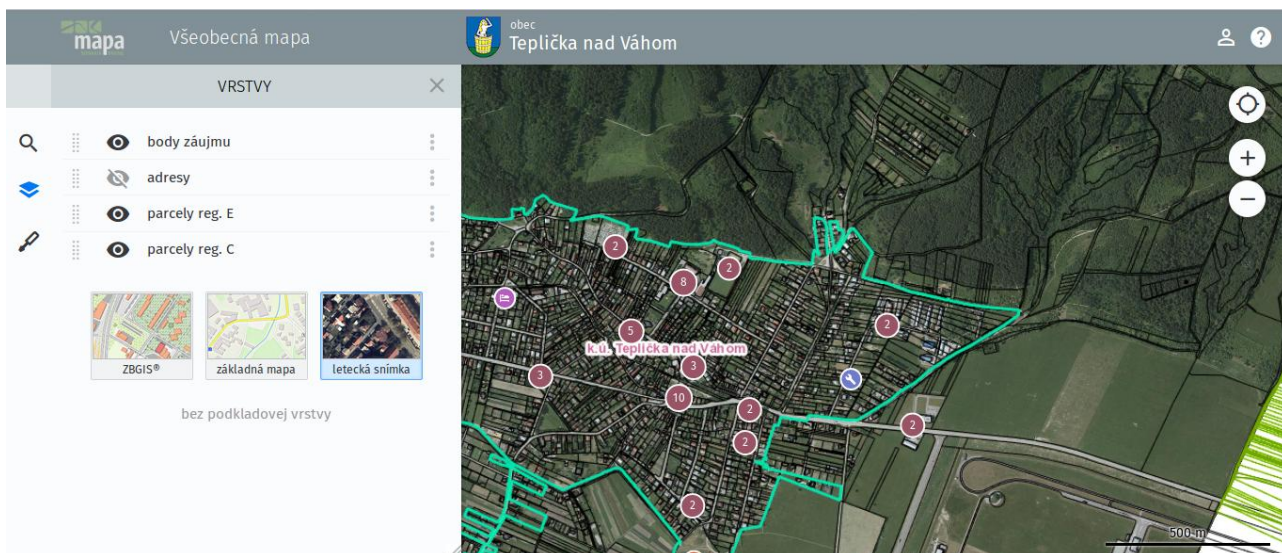 mapa
Všeobecná mapa
obec
Teplička nad Váhom
VRSTVY
body záujmu
adresy
parcely reg. E
parcely reg. C
ZBGIS®
základná mapa
letecká snímka
bez podkladovej vrstvy
2
2
8
2
5
k.ú. Teplička nad Váhom
3
3
10
2
2
2
2
500 m